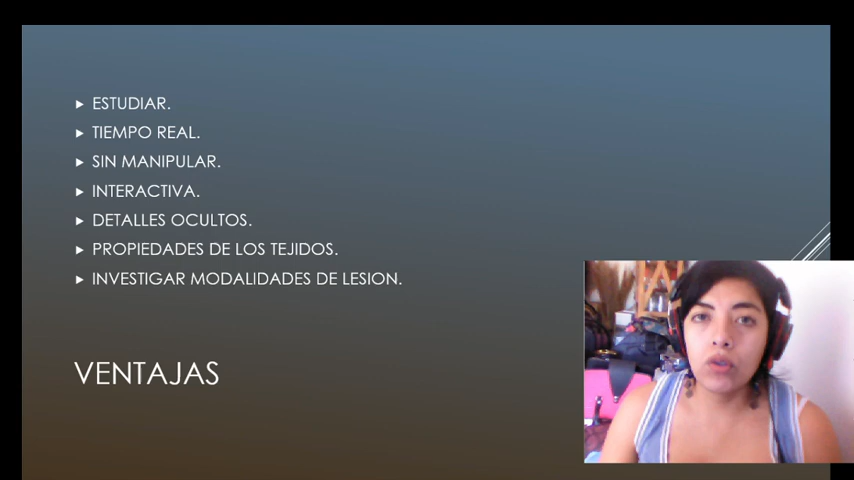 ESTUDIAR.
TIEMPO REAL.
SIN MANIPULAR.
INTERACTIVA.
DETALLES OCULTOS.
PROPIEDADES DE LOS TEJIDOS.
INVESTIGAR MODALIDADES DE LESION.
VENTAJAS